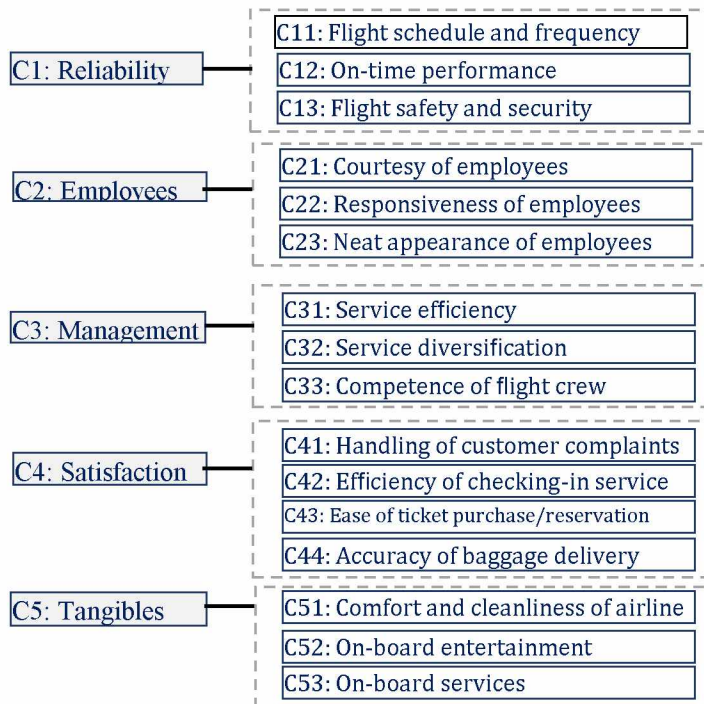 C1: Reliability
C11: Flight schedule and frequency
C12: On-time performance
C13: Flight safety and security
C2: Employees
C21: Courtesy of employees
C22: Responsiveness of employees
C23: Neat appearance of employees
C3: Management
C31: Service efficiency
C32: Service diversification
C33: Competence of flight crew
C4: Satisfaction
C41: Handling of customer complaints
C42: Efficiency of checking-in service
C43: Ease of ticket purchase/reservation
C44: Accuracy of baggage delivery
C5: Tangibles
C51: Comfort and cleanliness of airline
C52: On-board entertainment
C53: On-board services